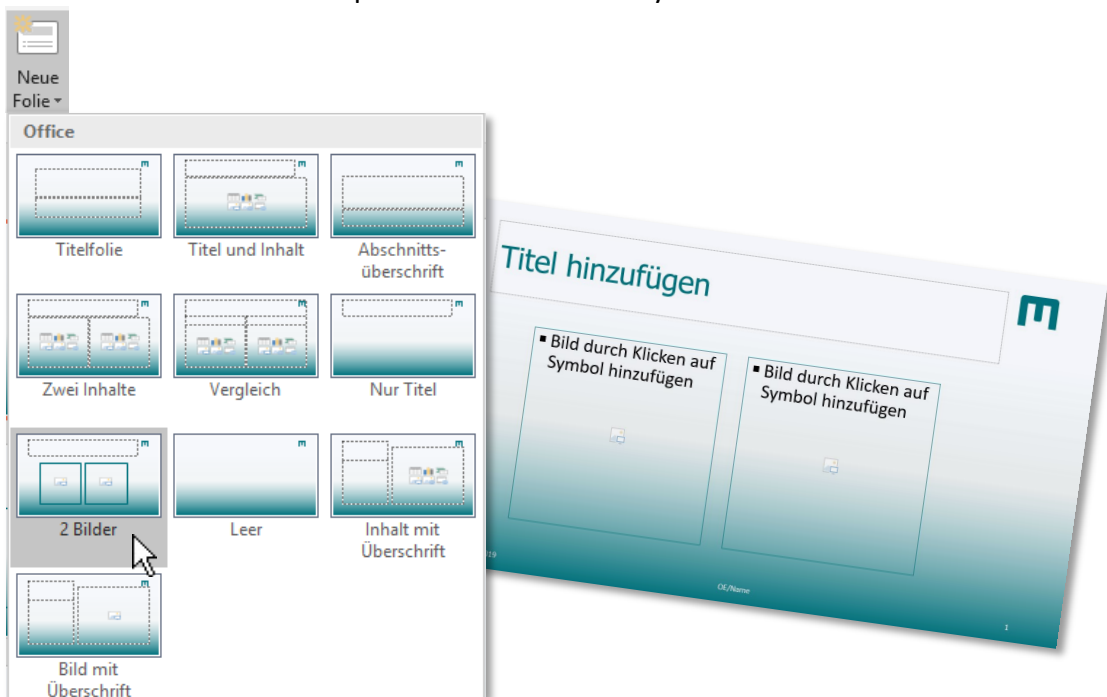 Neue
Folie
Office
Titelfolie
Titel und Inhalt
Abschnitts-
überschrift
Zwei Inhalte
Vergleich
Nur Titel
2 Bilder
Leer
Inhalt mit
Überschrift
Bild mit
Überschrift
Titel hinzufügen
m
▪ Bild durch Klicken auf
Symbol hinzufügen
▪ Bild durch Klicken auf
Symbol hinzufügen
19
OE/Name
1